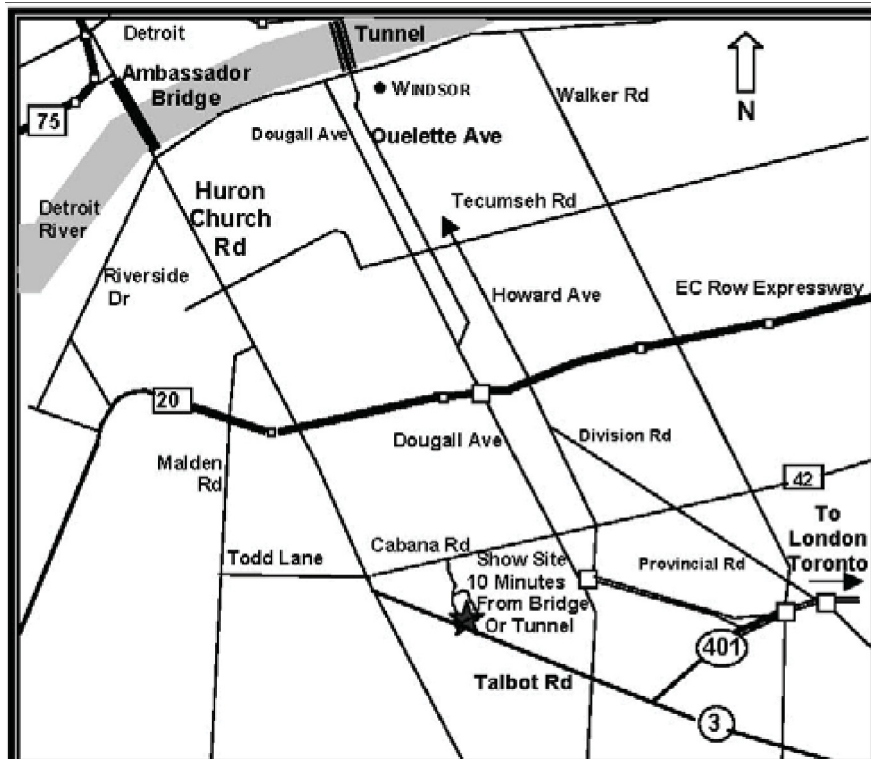 Detroit
Tunnel
Ambassador
Bridge
WINDSOR
75
Dougall Ave
Ouelette Ave
Walker Rd
N
Huron
Church
Rd
Tecumseh Rd
Detroit
River
Riverside
Dr
Howard Ave
EC Row Expressway
20
Dougall Ave
Division Rd
Malden
Rd
42
To
London
Toronto
Todd Lane
Cabana Rd
Show Site
10 Minutes
From Bridge
Or Tunnel
Provincial Rd
401
Talbot Rd
3